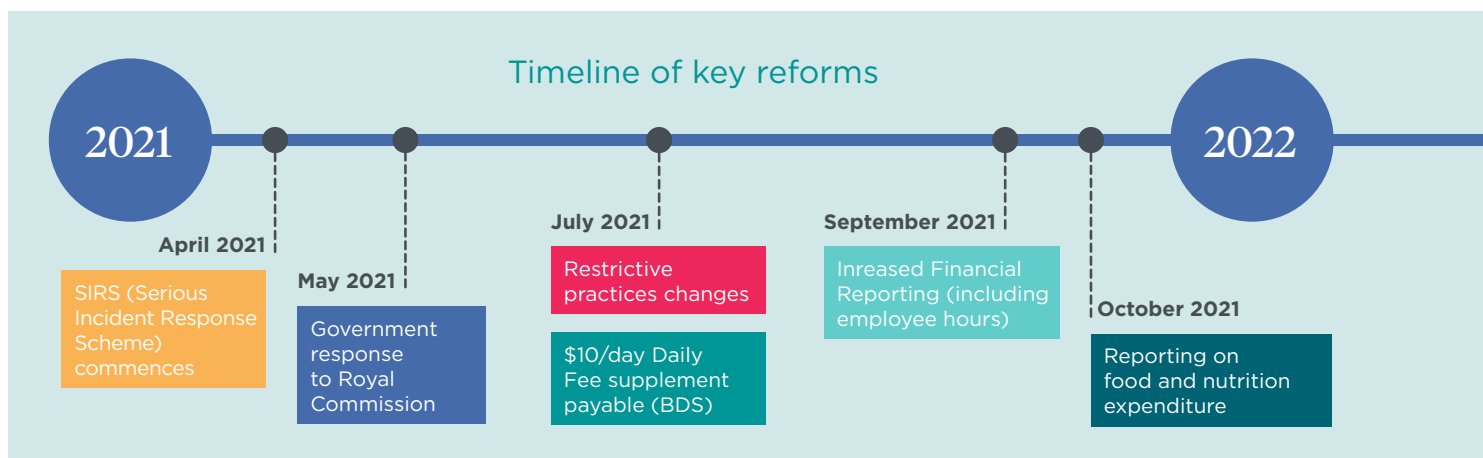 Timeline of key reforms
2021
2022
April 2021
SIRS (Serious
Incident Response
Scheme)
commences
May 2021
Government
response
to Royal
Commission
July 2021
Restrictive
practices changes
$10/day Daily
Fee supplement
payable (BDS)
September 2021
Inreased Financial
Reporting (including
employee hours)
October 2021
Reporting on
food and nutrition
expenditure